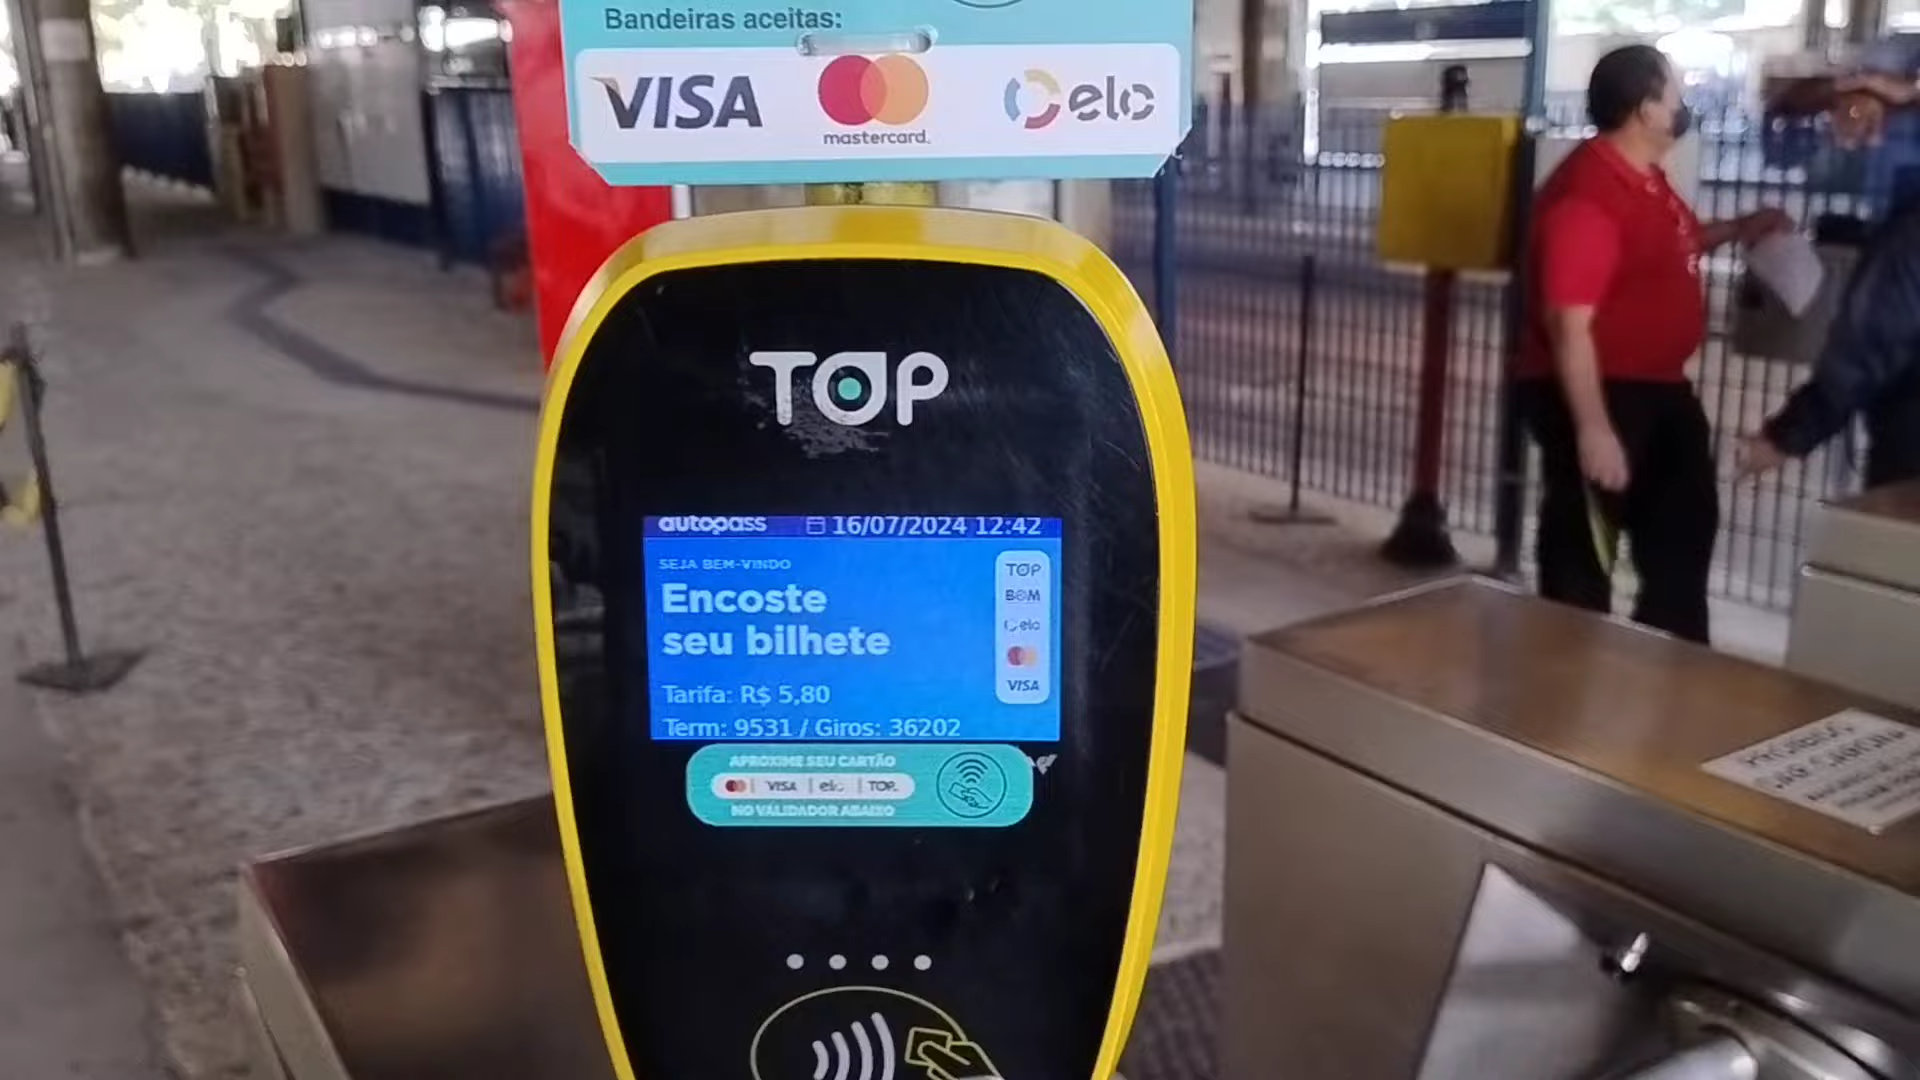 Bandeiras aceitas:
VISA
mastercard.
elo
TOP
autopass 16/07/2024 12:42
SEJA BEM-VINDO
Encoste
seu bilhete
Tarifa: R$ 5,80
Term: 9531 / Giros: 36202
TOP
BOM
elo
VISA
APROXIME SEU CARTÃO
VISA | elo | TOP
NO VALIDADOR ABAIXO